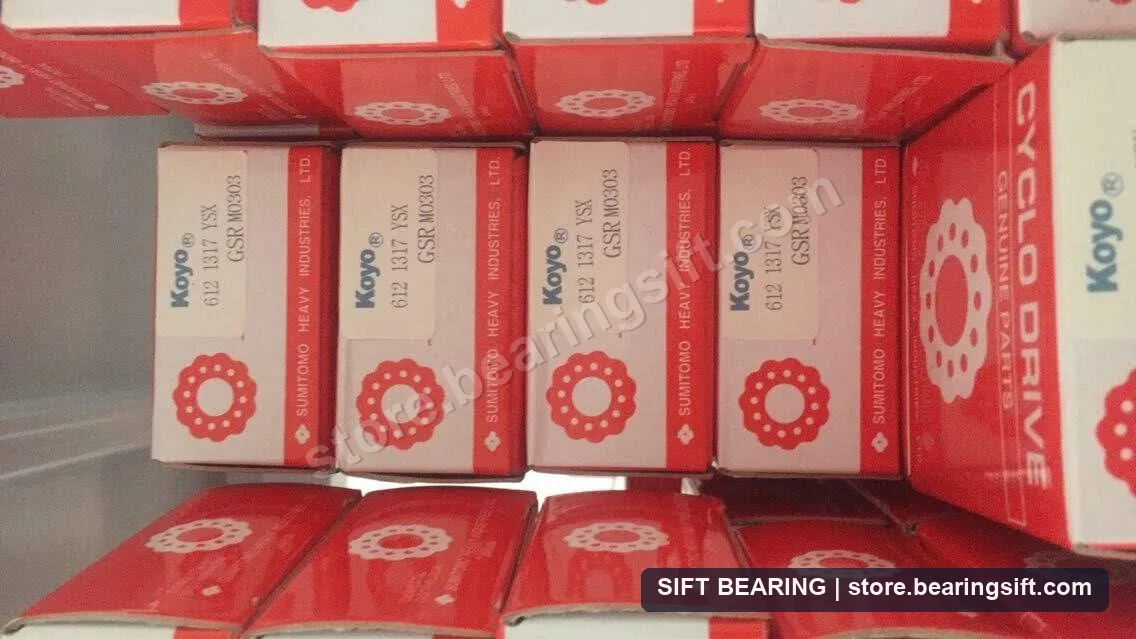 Koyo®
612 1317 YSX
GSR M0303
SUMITOMO HEAVY INDUSTRIES, LTD.
Koyo®
612 1317 YSX
GSR M0303
SUMITOMO HEAVY INDUSTRIES, LTD.
Koyo®
612 1317 YSX
GSR M0303
SUMITOMO HEAVY INDUSTRIES, LTD.
Koyo®
612 1317 YSX
GSR M0303
SUMITOMO HEAVY INDUSTRIES, LTD.
CYCLO DRIVE
GENUINE PARTS
Koyo®
store.bearingsift.com
SIFT BEARING | store.bearingsift.com